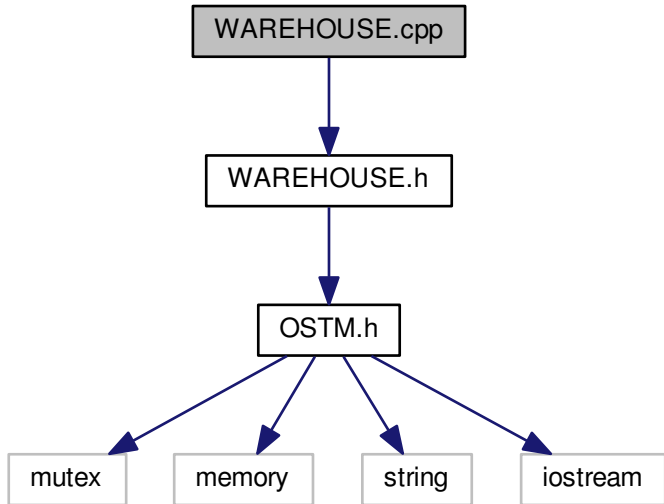 WAREHOUSE.cpp
WAREHOUSE.h
OSTM.h
mutex
memory
string
iostream